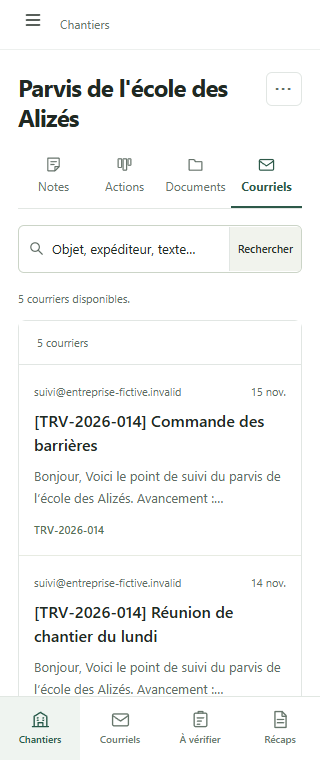 Chantiers
Parvis de l'école des
Alizés
...
Notes
Actions
Documents
Courriels
Objet, expéditeur, texte...
Rechercher
5 courriers disponibles.
5 courriers
suivi@entreprise-fictive.invalid
15 nov.
[TRV-2026-014] Commande des
barrières
Bonjour, Voici le point de suivi du parvis de
l'école des Alizés. Avancement :...
TRV-2026-014
suivi@entreprise-fictive.invalid
14 nov.
[TRV-2026-014] Réunion de
chantier du lundi
Bonjour, Voici le point de suivi du parvis de
l'école des Alizés. Avancement :...
Chantiers
Courriels
À vérifier
Récaps